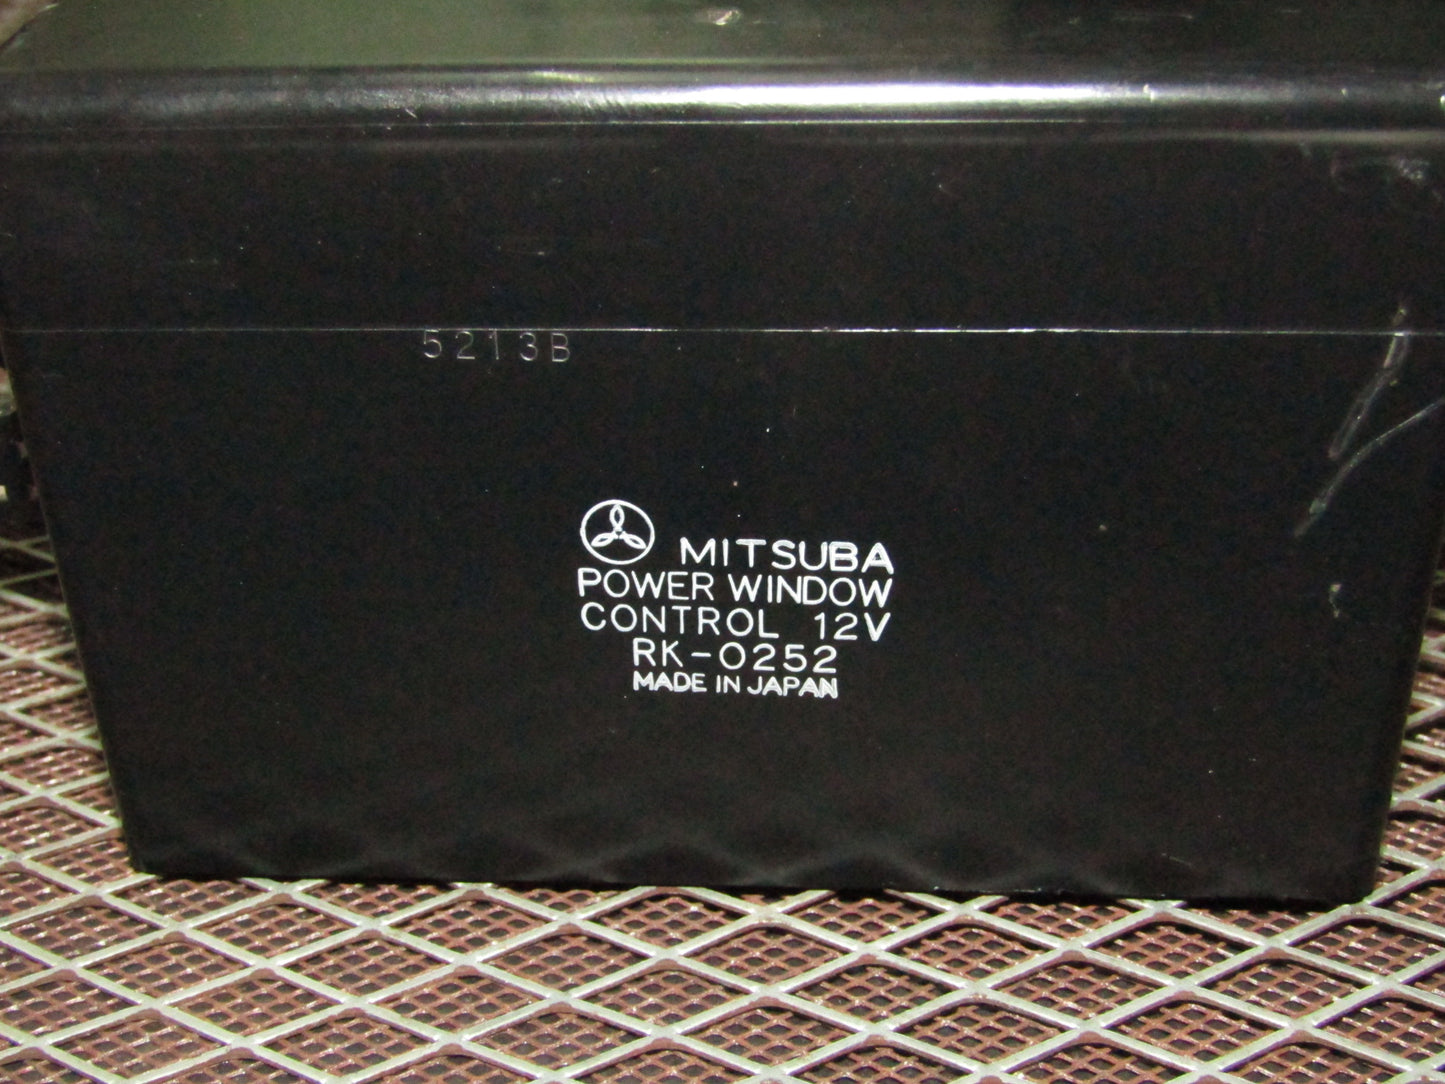 5213B
MITSUBA
POWER WINDOW
CONTROL 12V
RK-0252
MADE IN JAPAN